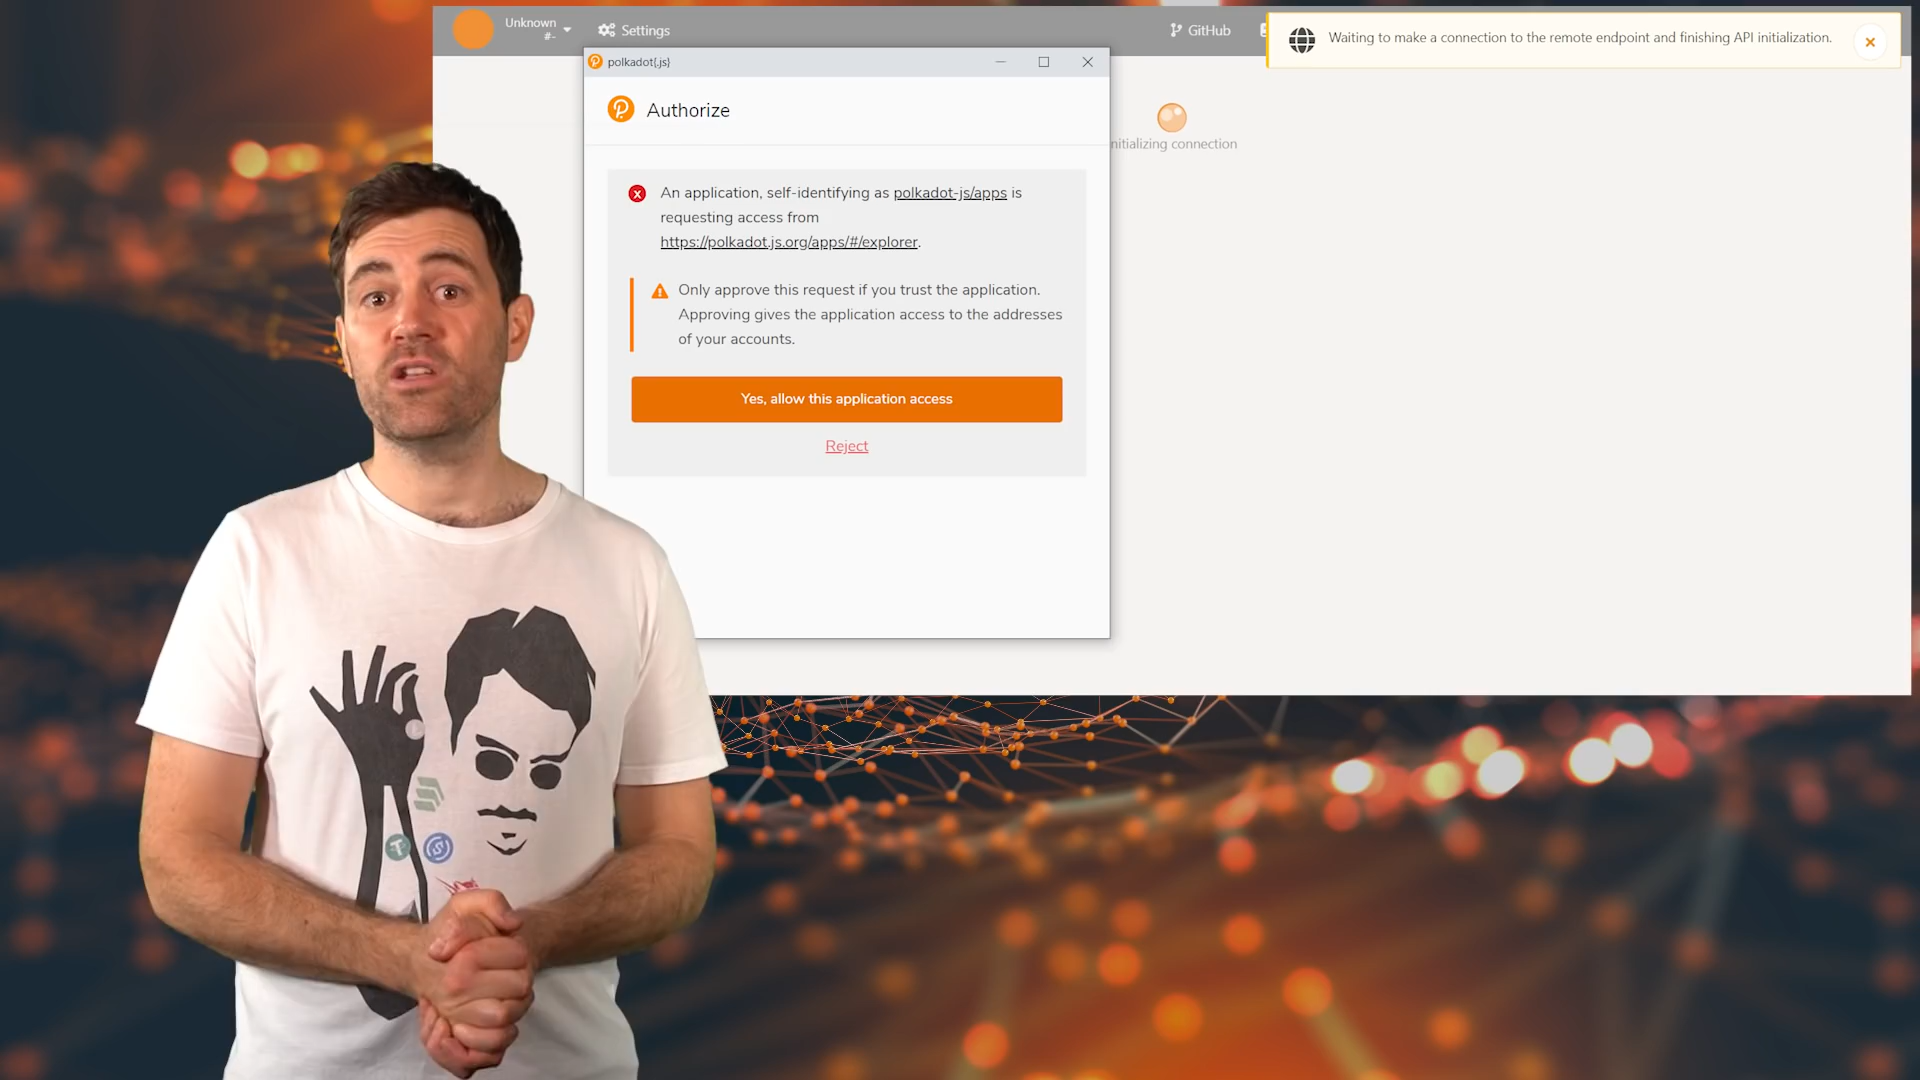 Unknown
#-
Settings
GitHub
Waiting to make a connection to the remote endpoint and finishing API initialization.
polkadot{.js}
Authorize
nitializing connection
An application, self-identifying as polkadot-js/apps is
requesting access from
https://polkadot.js.org/apps/#/explorer.
Only approve this request if you trust the application.
Approving gives the application access to the addresses
of your accounts.
Yes, allow this application access
Reject